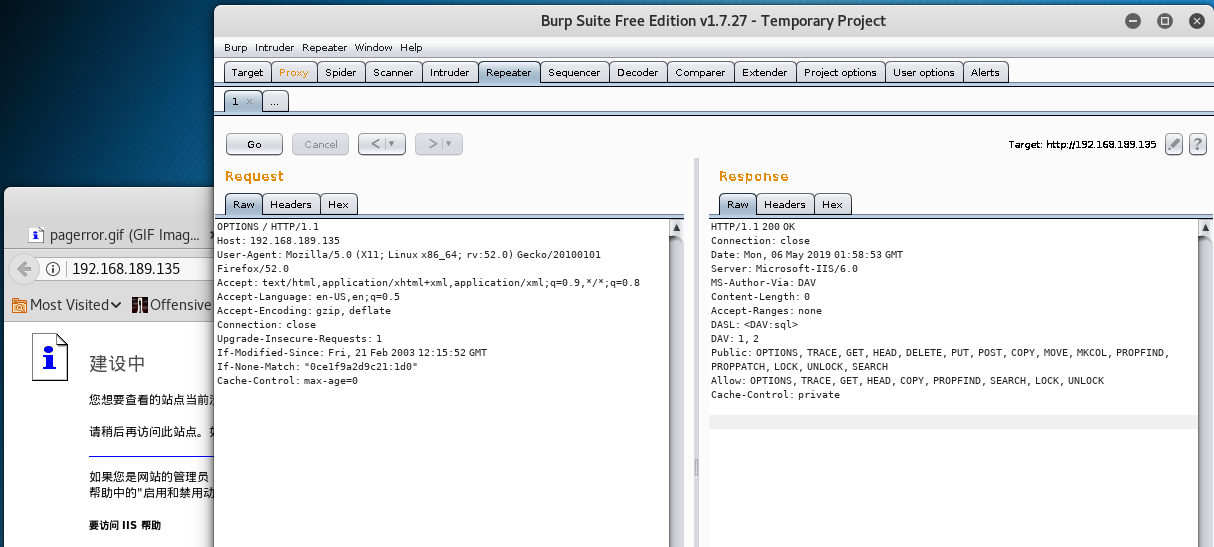 Burp Suite Free Edition v1.7.27 - Temporary Project
Burp Intruder Repeater Window Help
Target Proxy Spider Scanner Intruder Repeater Sequencer Decoder Comparer Extender Project options User options Alerts
1 × ...
Go Cancel < > Target: http://192.168.189.135 ?
Request
Raw Headers Hex
OPTIONS / HTTP/1.1
Host: 192.168.189.135
User-Agent: Mozilla/5.0 (X11; Linux x86_64; rv:52.0) Gecko/20100101
Firefox/52.0
Accept: text/html,application/xhtml+xml,application/xml;q=0.9,*/*;q=0.8
Accept-Language: en-US,en;q=0.5
Accept-Encoding: gzip, deflate
Connection: close
Upgrade-Insecure-Requests: 1
If-Modified-Since: Fri, 21 Feb 2003 12:15:52 GMT
If-None-Match: "0ce1f9a2d9c21:1d0"
Cache-Control: max-age=0
Response
Raw Headers Hex
HTTP/1.1 200 OK
Connection: close
Date: Mon, 06 May 2019 01:58:53 GMT
Server: Microsoft-IIS/6.0
MS-Author-Via: DAV
Content-Length: 0
Accept-Ranges: none
DASL: <DAV:sql>
DAV: 1, 2
Public: OPTIONS, TRACE, GET, HEAD, DELETE, PUT, POST, COPY, MOVE, MKCOL, PROPFIND,
PROPPATCH, LOCK, UNLOCK, SEARCH
Allow: OPTIONS, TRACE, GET, HEAD, COPY, PROPFIND, SEARCH, LOCK, UNLOCK
Cache-Control: private
pagerror.gif (GIF Imag...
192.168.189.135
Most Visited Offensive
建设中
您想要查看的站点当前
请稍后再访问此站点。
如果您是网站的管理员
帮助中的"启用和禁用动
要访问 IIS 帮助